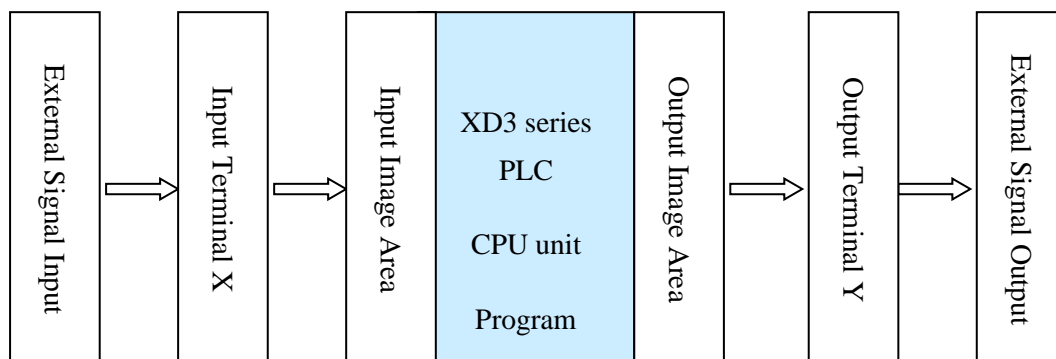 External Signal Input
Input Terminal X
Input Image Area
XD3 series
PLC
CPU unit
Program
Output Image Area
Output Terminal Y
External Signal Output